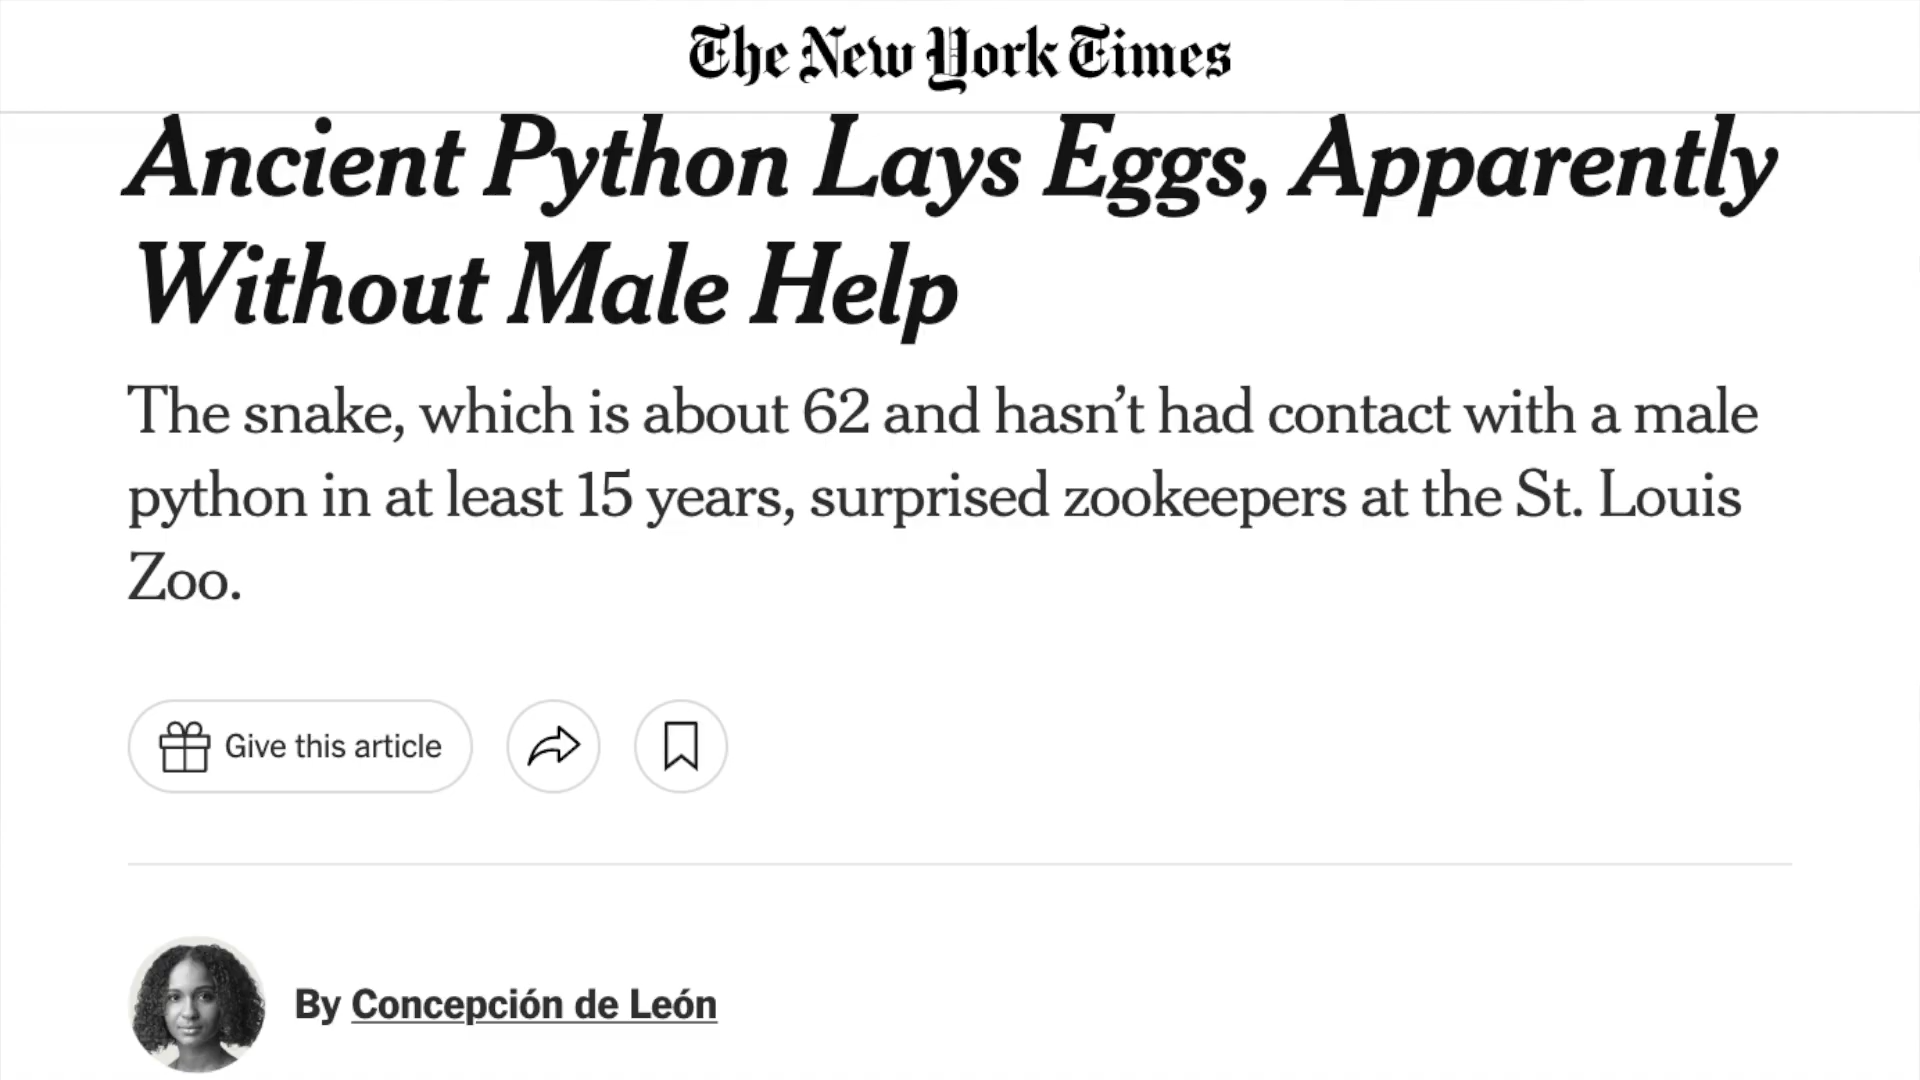 The New York Times
Ancient Python Lays Eggs, Apparently
Without Male Help
The snake, which is about 62 and hasn’t had contact with a male
python in at least 15 years, surprised zookeepers at the St. Louis
Zoo.
Give this article
By Concepción de León